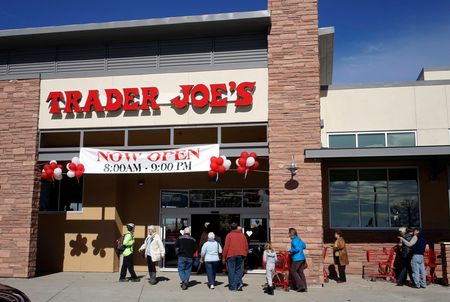 TRADER JOE'S
NOW OPEN
8:00AM - 9:00 PM